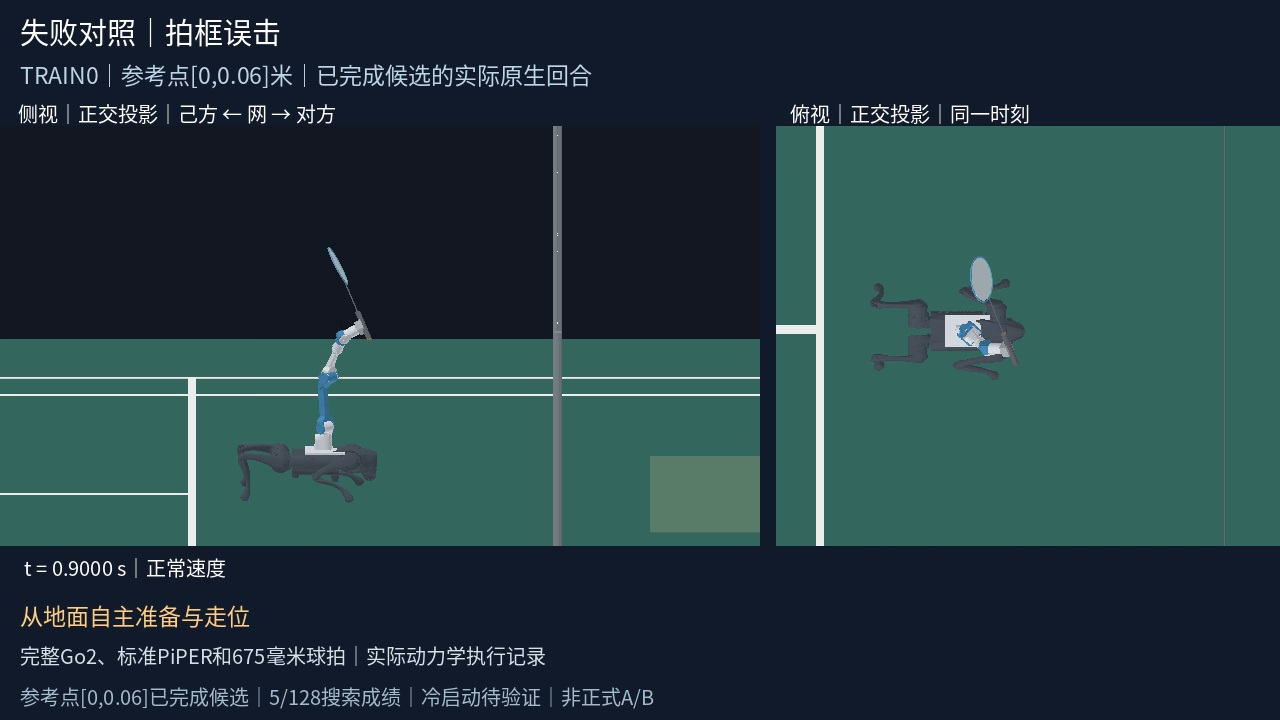 失败对照｜拍框误击
TRAIN0｜参考点[0,0.06]米｜已完成候选的实际原生回合
侧视｜正交投影｜己方 ← 网 → 对方
俯视｜正交投影｜同一时刻
t = 0.9000 s｜正常速度
从地面自主准备与走位
完整Go2、标准PiPER和675毫米球拍｜实际动力学执行记录
参考点[0,0.06]已完成候选｜5/128搜索成绩｜冷启动待验证｜非正式A/B